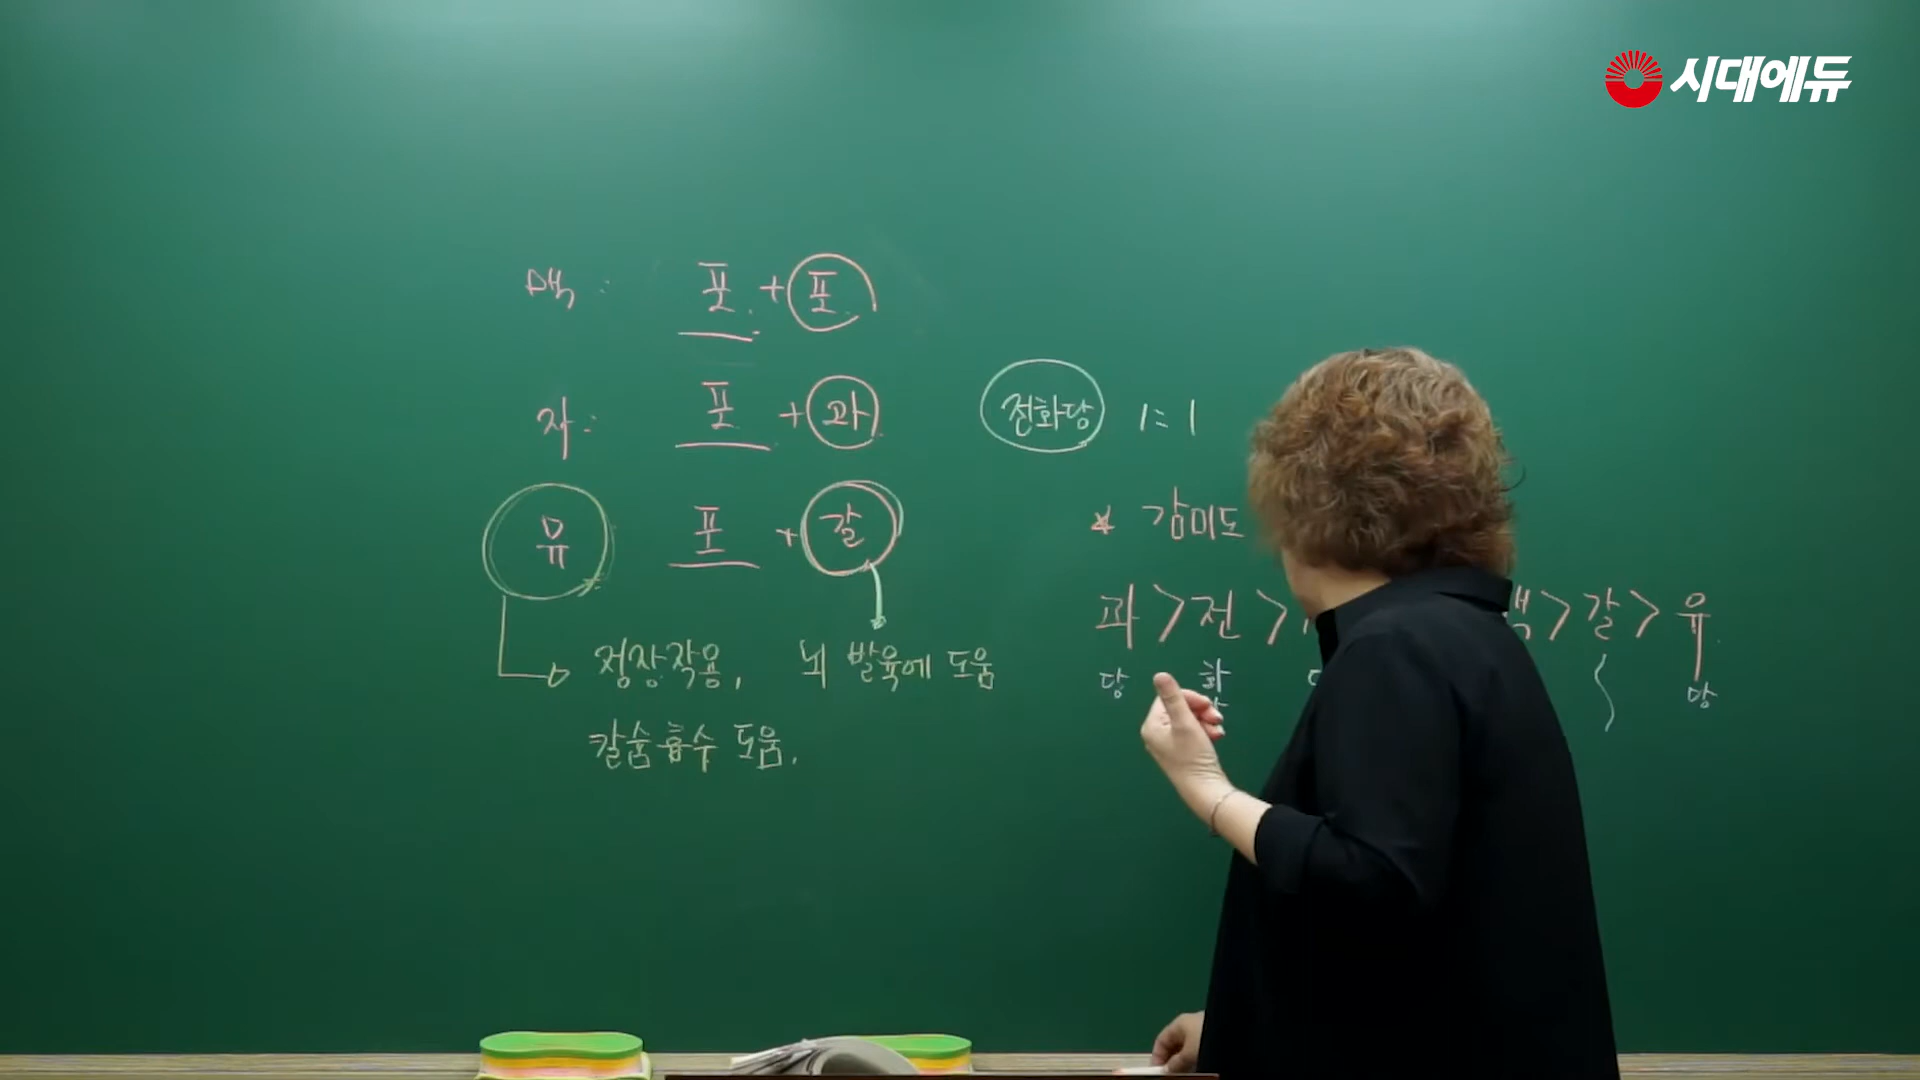 시대에듀
맥: 포 + 포
자: 포 + 과
전화당 1:1
유 포 + 갈
* 감미도
과 > 전 > > 갈 > 유
당 화 당
정장작용, 뇌 발육에 도움
칼슘 흡수 도움.